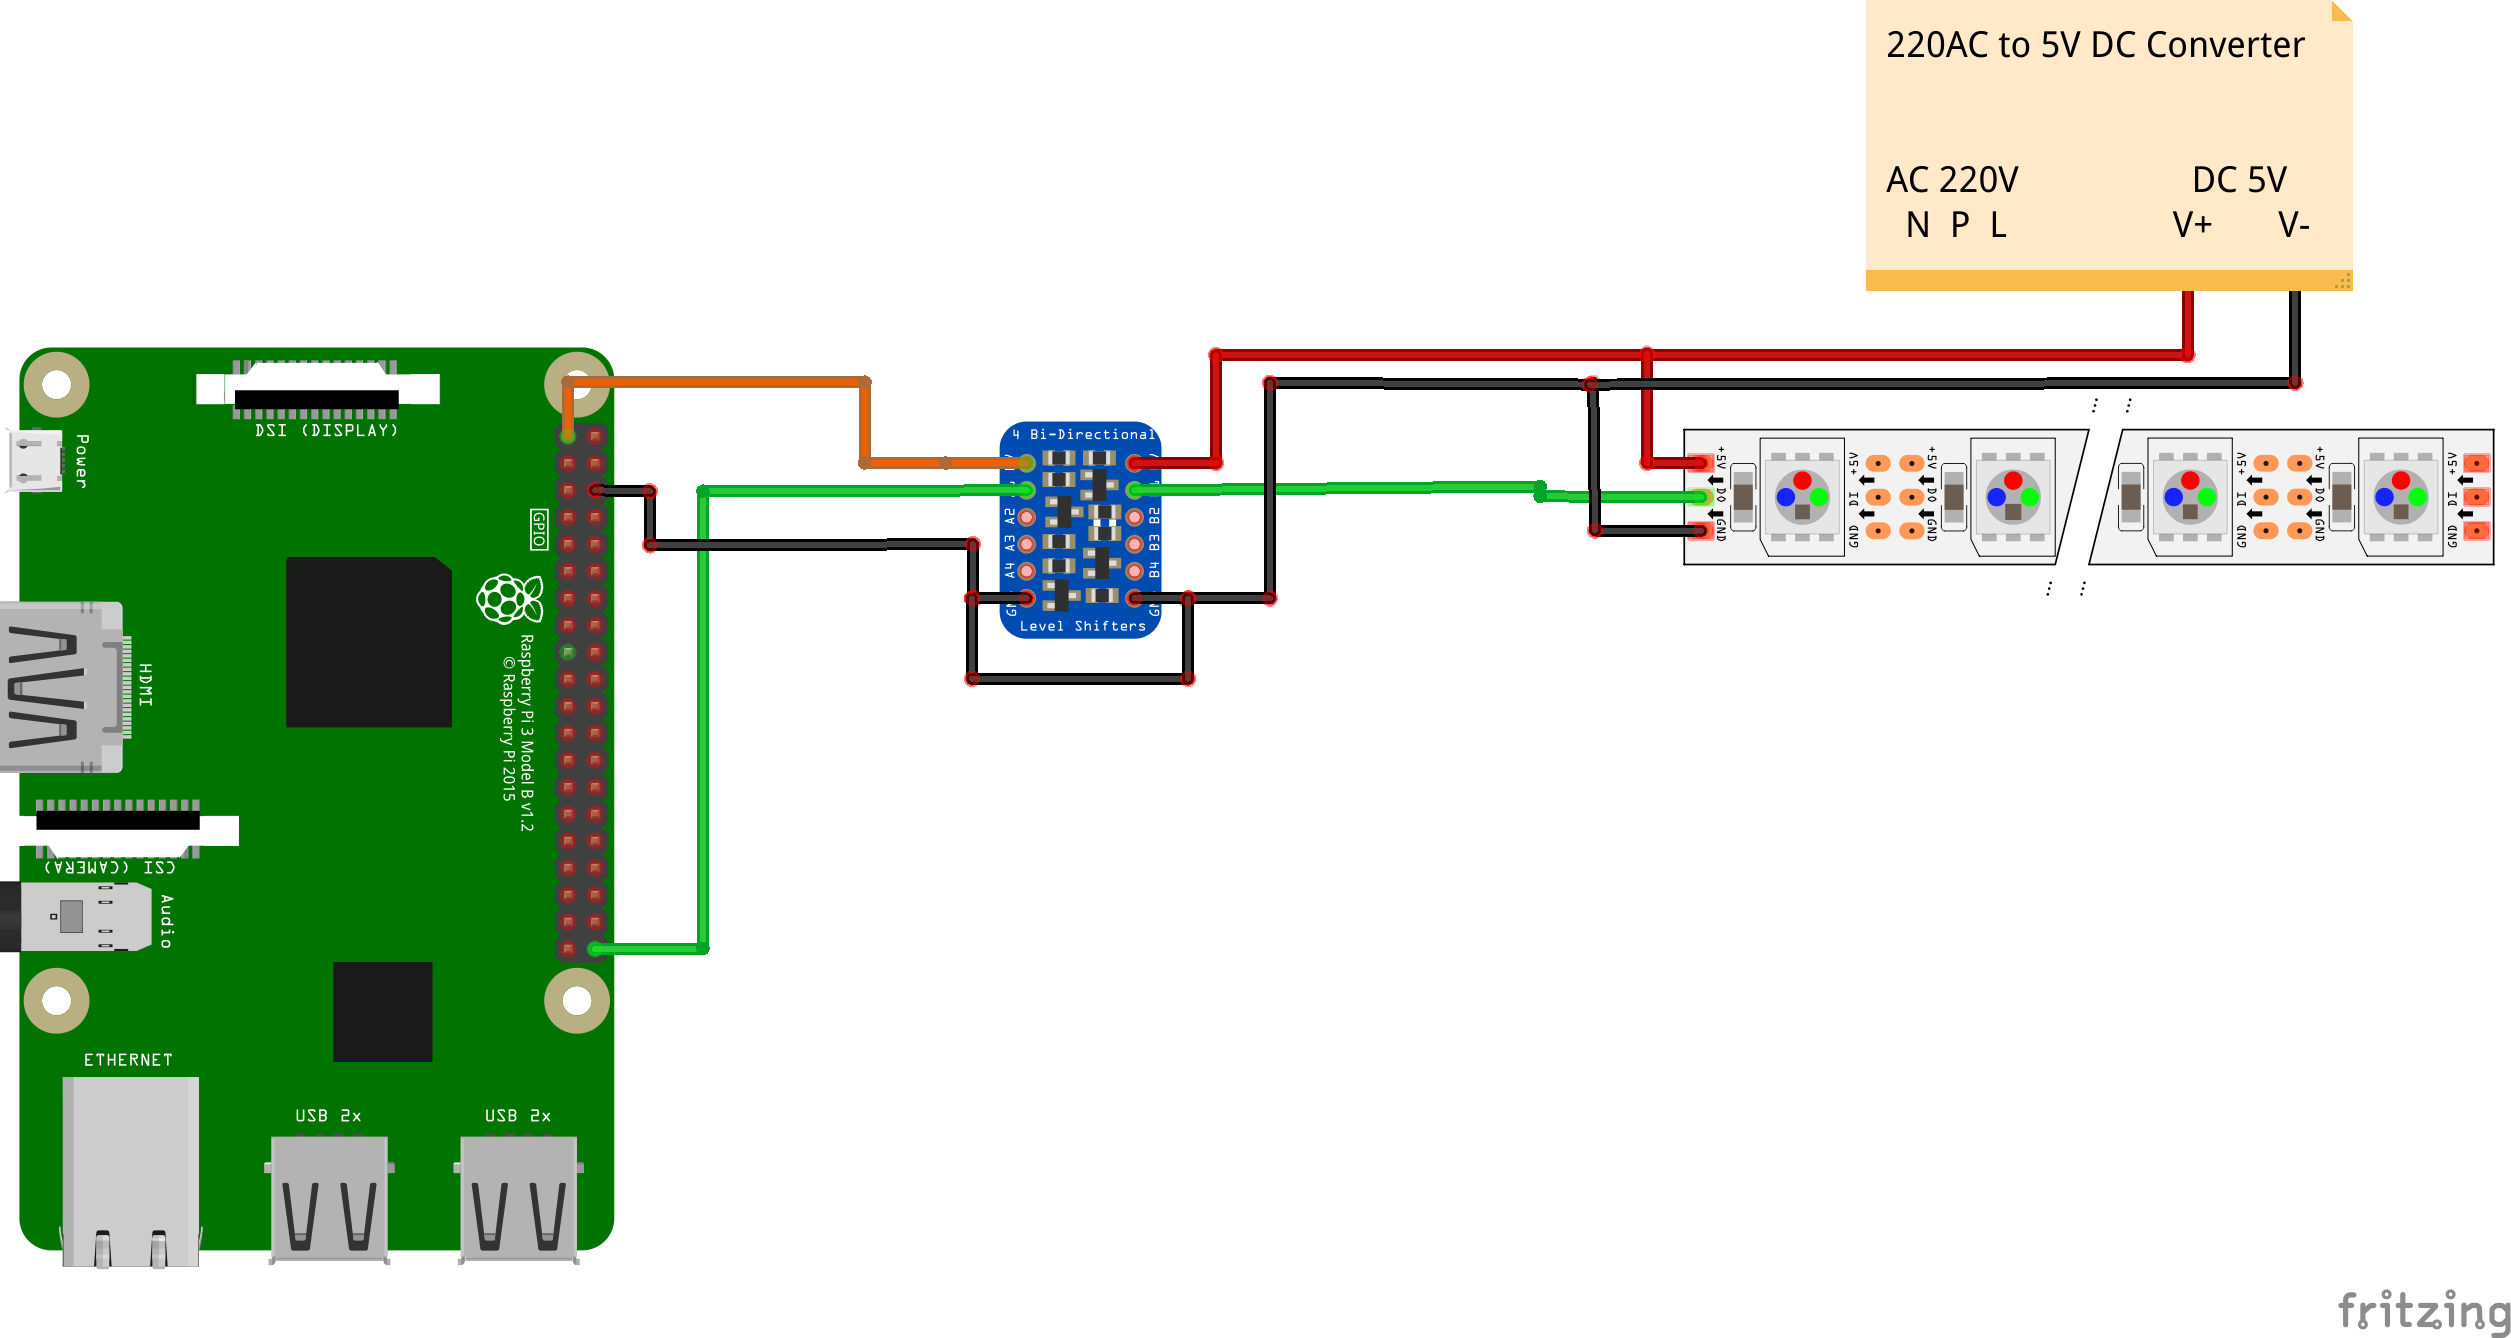 220AC to 5V DC Converter
AC 220V
DC 5V
N P L
V+
V-
DSI (DISPLAY)
Power
GPIO
HDMI
Raspberry Pi 3 Model B v1.2
© Raspberry Pi 2015
CSI (CAMERA)
Audio
ETHERNET
USB 2x
USB 2x
4 Bi-Directional
A2
A3
A4
B2
B3
B4
Level Shifters
+5V
DO
GND
+5V
DI
GND
+5V
DO
GND
+5V
DI
GND
+5V
DO
GND
+5V
DI
GND
fritzing